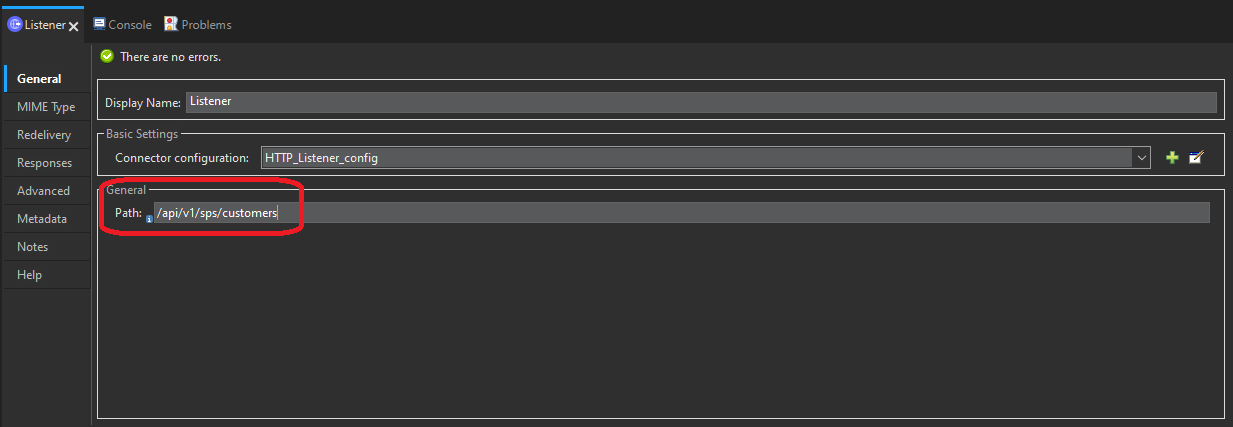 Listener
Console
Problems
There are no errors.
General
MIME Type
Redelivery
Responses
Advanced
Metadata
Notes
Help
Display Name: Listener
Basic Settings
Connector configuration: HTTP_Listener_config
General
Path: /api/v1/sps/customers